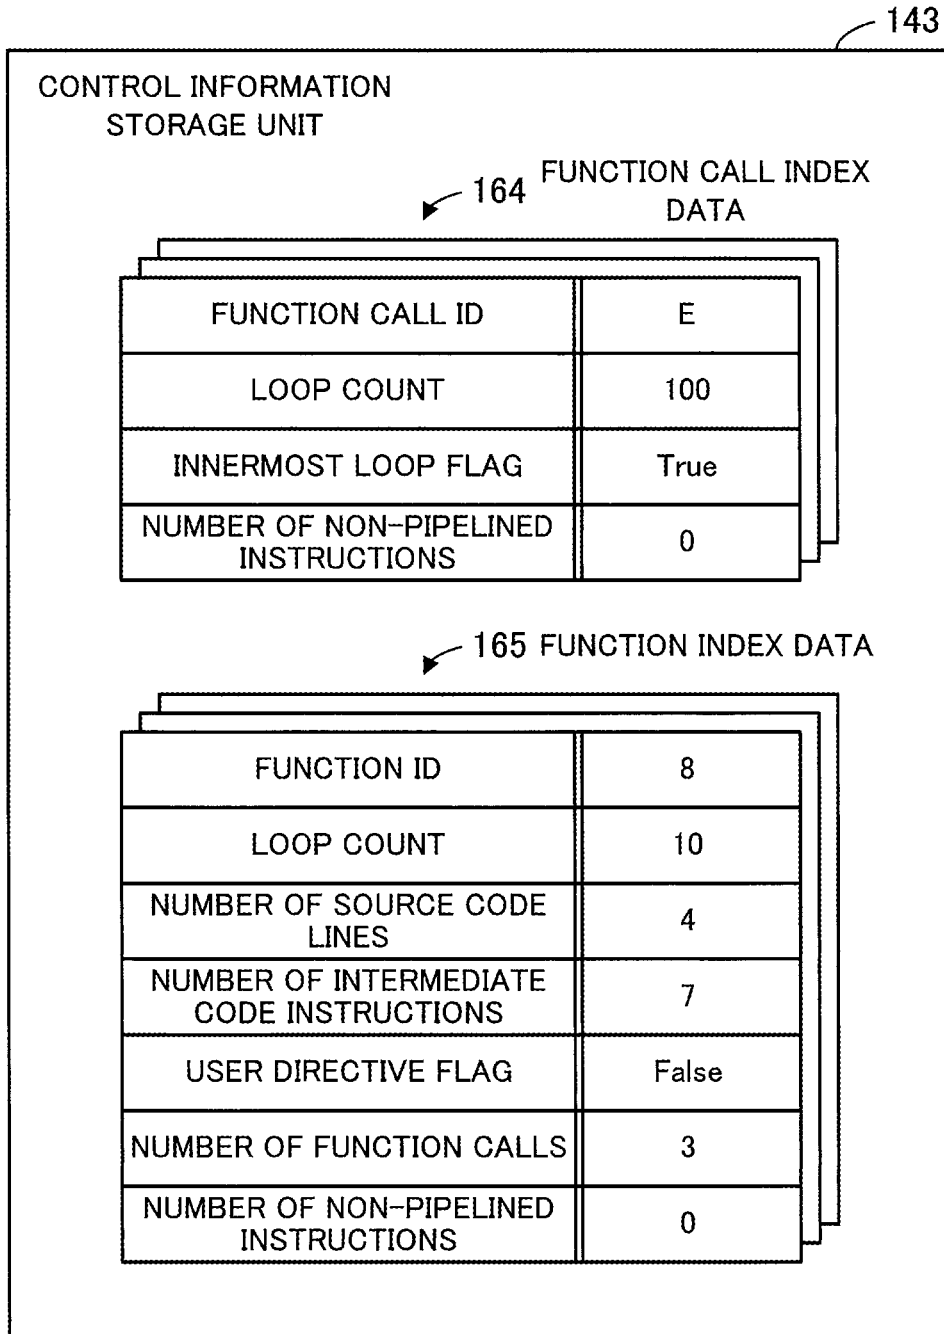 143
CONTROL INFORMATION
STORAGE UNIT
164
FUNCTION CALL INDEX
DATA
FUNCTION CALL ID
E
LOOP COUNT
100
INNERMOST LOOP FLAG
True
NUMBER OF NON-PIPELINED
INSTRUCTIONS
0
165 FUNCTION INDEX DATA
FUNCTION ID
8
LOOP COUNT
10
NUMBER OF SOURCE CODE
LINES
4
NUMBER OF INTERMEDIATE
CODE INSTRUCTIONS
7
USER DIRECTIVE FLAG
False
NUMBER OF FUNCTION CALLS
3
NUMBER OF NON-PIPELINED
INSTRUCTIONS
0